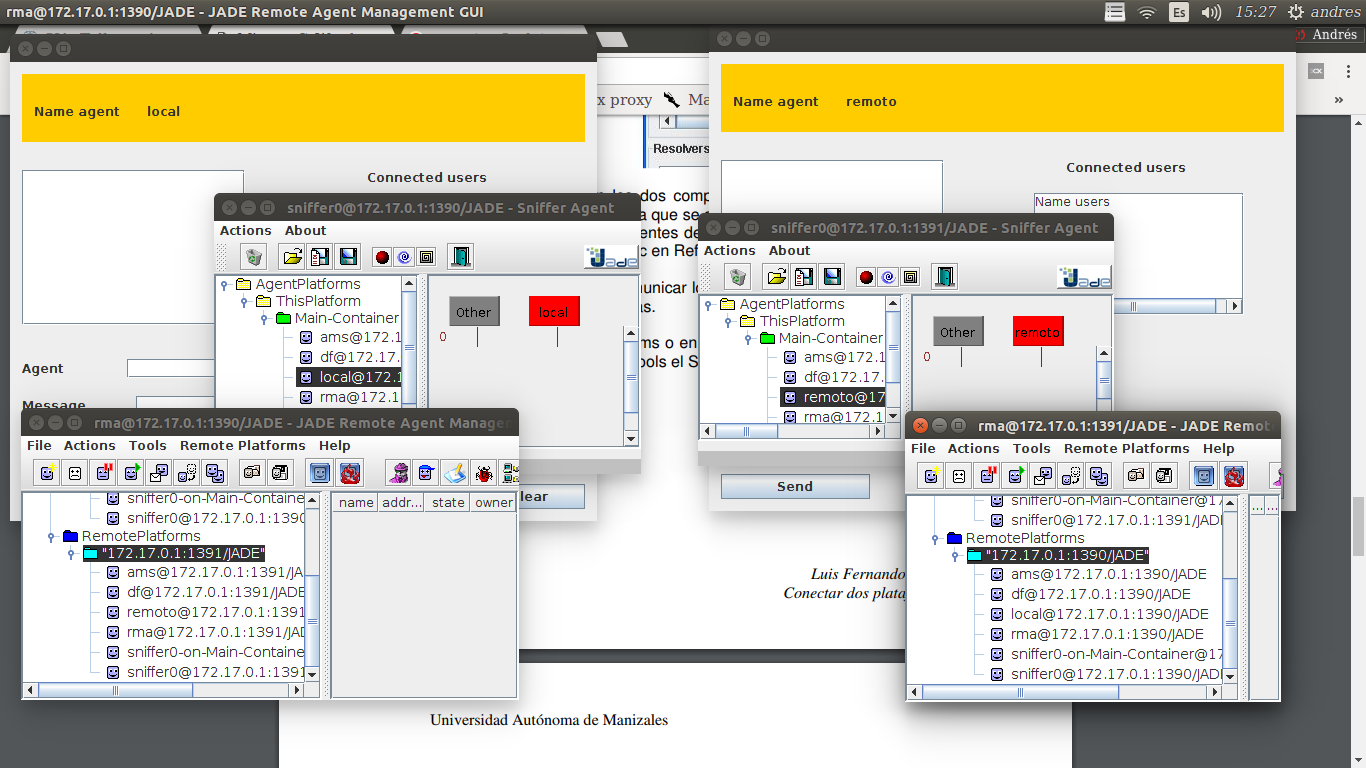 rma@172.17.0.1:1390/JADE - JADE Remote Agent Management GUI
Es
15:27
andres
Andrés
x proxy
Ma
»
Name agent local
Connected users
Agent
Message
lear
Name agent remoto
Connected users
Name users
Send
Resolvers
dos comp
a que se
entes de
c en Ref
unicar l
as.
ms o en
ools el S
Luis Fernando
Conectar dos plata
Universidad Autónoma de Manizales
sniffer0@172.17.0.1:1390/JADE - Sniffer Agent
Actions About
Jade
AgentPlatforms
ThisPlatform
Main-Container
ams@172.1
df@172.17.
local@172.1
rma@172.1
Other
local
0
sniffer0@172.17.0.1:1391/JADE - Sniffer Agent
Actions About
Jade
AgentPlatforms
ThisPlatform
Main-Container
ams@172.1
df@172.17.
remoto@17
rma@172.1
Other
remoto
0
rma@172.17.0.1:1390/JADE - JADE Remote Agent Manager
File Actions Tools Remote Platforms Help
sniffer0-on-Main-Containe
sniffer0@172.17.0.1:1390
RemotePlatforms
"172.17.0.1:1391/JADE"
ams@172.17.0.1:1391/JA
df@172.17.0.1:1391/JADE
remoto@172.17.0.1:1391
rma@172.17.0.1:1391/JAD
sniffer0-on-Main-Containe
sniffer0@172.17.0.1:1391
name addr... state owner
rma@172.17.0.1:1391/JADE - JADE Remot
File Actions Tools Remote Platforms Help
sniffer0-on-Main-Container@17
sniffer0@172.17.0.1:1391/JADE
RemotePlatforms
"172.17.0.1:1390/JADE"
ams@172.17.0.1:1390/JADE
df@172.17.0.1:1390/JADE
local@172.17.0.1:1390/JADE
rma@172.17.0.1:1390/JADE
sniffer0-on-Main-Container@17
sniffer0@172.17.0.1:1390/JADE
... ...